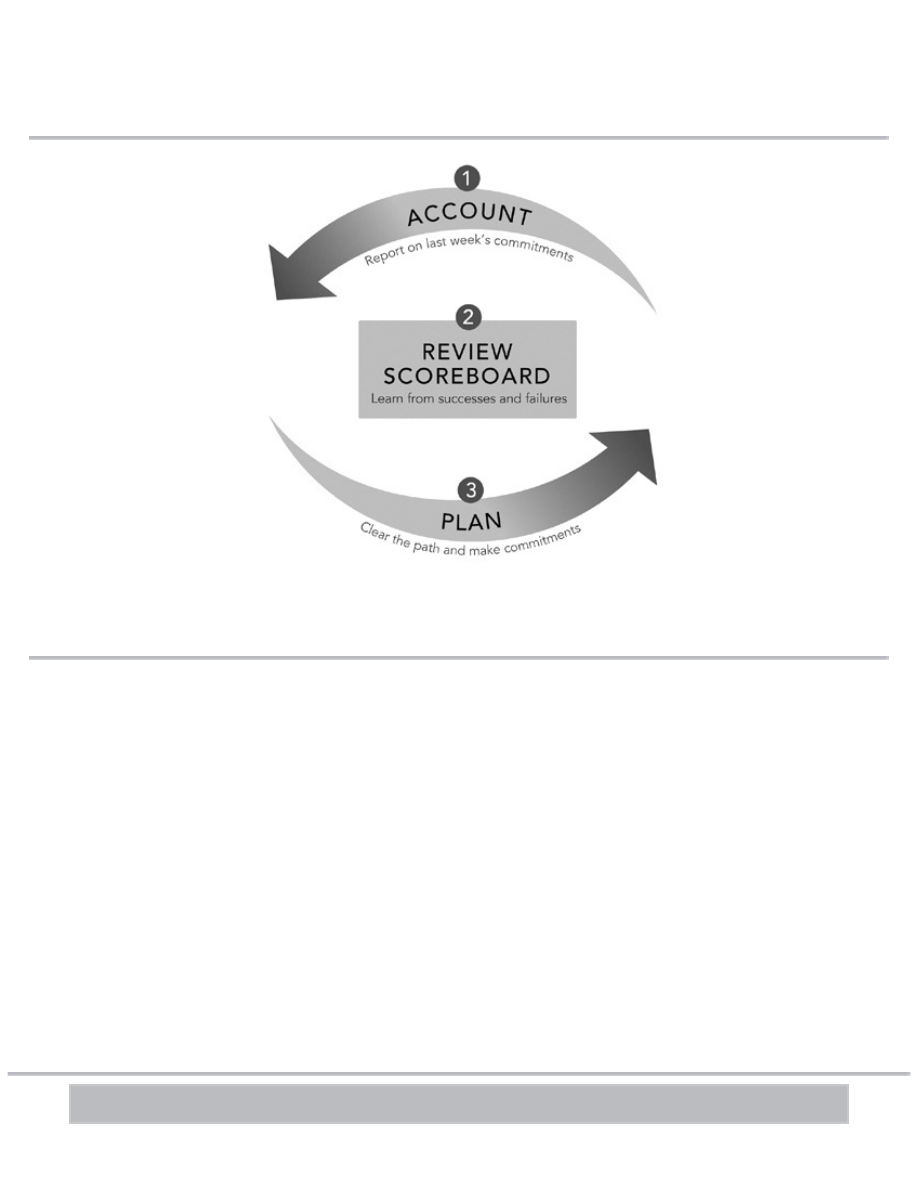 1
ACCOUNT
Report on last week's commitments
2
REVIEW
SCOREBOARD
Learn from successes and failures
3
PLAN
Clear the path and make commitments